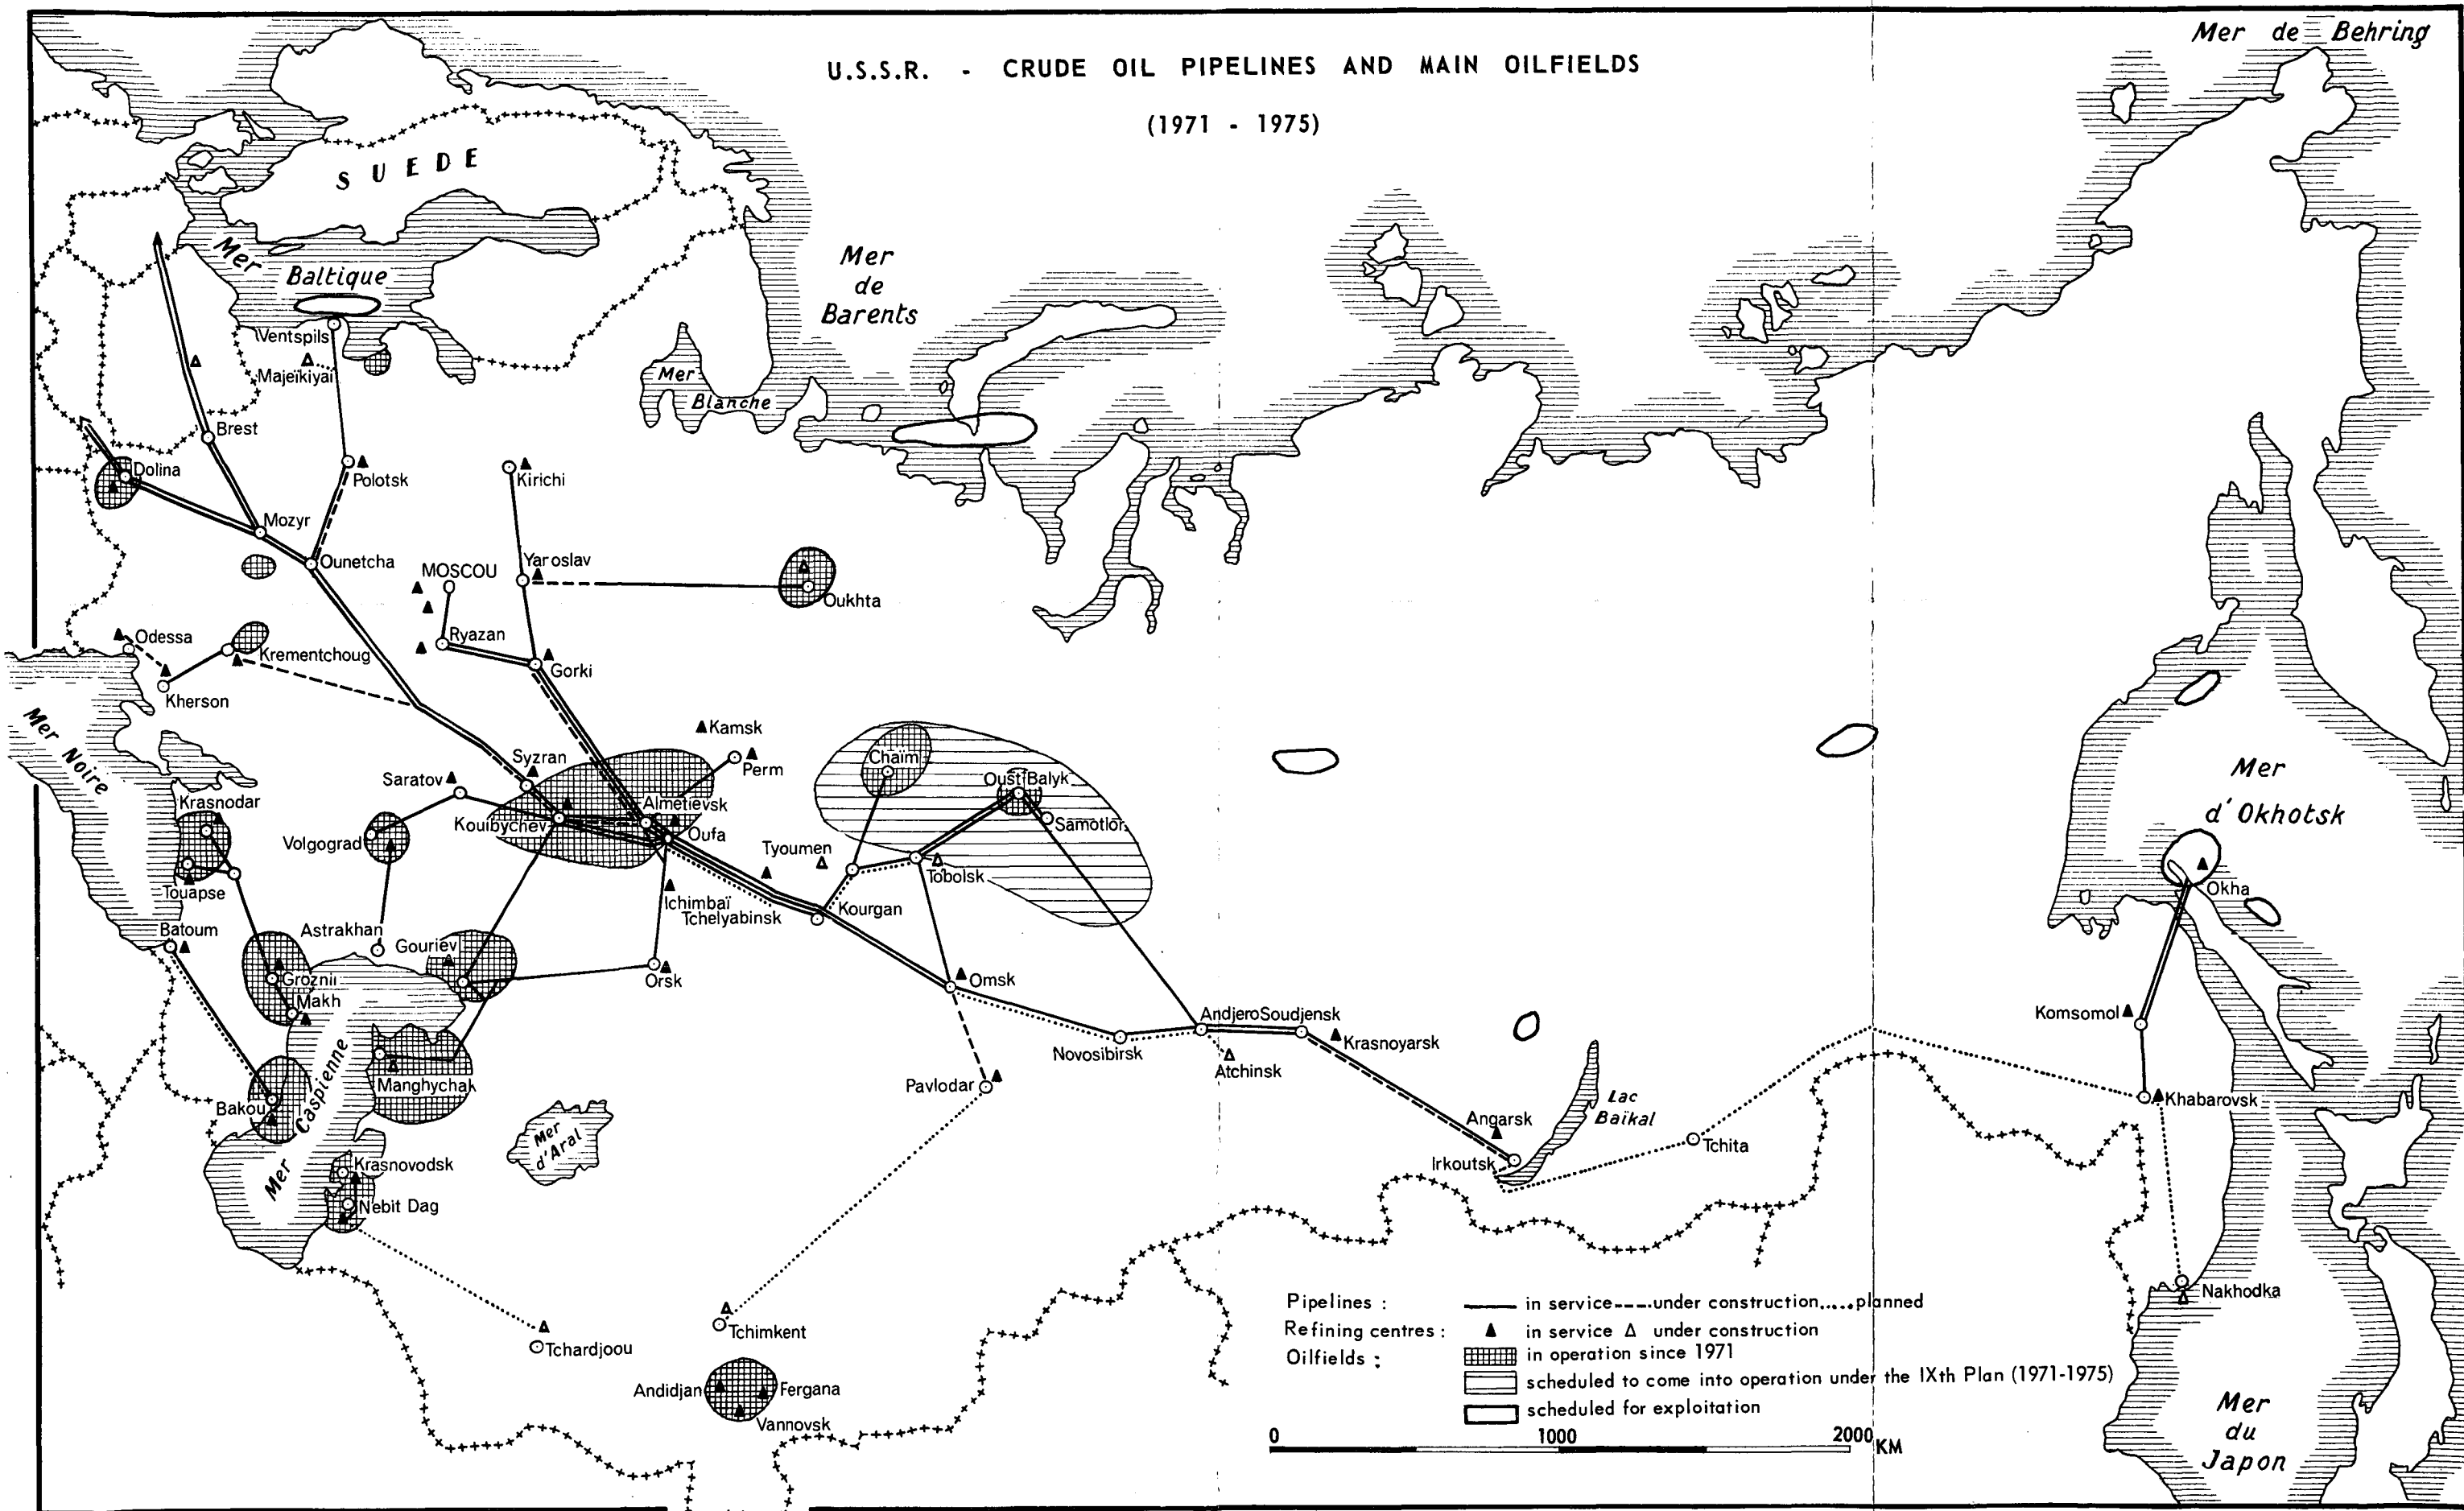 Mer de Behring
U.S.S.R. - CRUDE OIL PIPELINES AND MAIN OILFIELDS
(1971 - 1975)
SUEDE
Mer
Baltique
Mer
de
Barents
Ventspils
Majeïkiyai
Mer
Blanche
Brest
Dolina
Polotsk
Kirichi
Mozyr
Ounetcha
MOSCOU
Yaroslav
Oukhta
Odessa
Ryazan
Krementchoug
Gorki
Kherson
Mer Noire
Kamsk
Syzran
Perm
Chaïm
Saratov
Oust Balyk
Mer
d'Okhotsk
Krasnodar
Almetievsk
Kouibychev
Samotlor
Oufa
Volgograd
Tyoumen
Tobolsk
Touapse
Okha
Ichimbaï
Tchelyabinsk
Kourgan
Batoum
Astrakhan
Gouriev
Groznii
Orsk
Omsk
Makh
AndjeroSoudjensk
Komsomol
Krasnoyarsk
Novosibirsk
Atchinsk
Manghychak
Pavlodar
Mer Caspienne
Bakou
Lac
Baïkal
Khabarovsk
Angarsk
Mer
d'Aral
Tchita
Krasnovodsk
Irkoutsk
Nebit Dag
Nakhodka
Tchimkent
Tchardjoou
Andidjan
Fergana
Vannovsk
Pipelines : in service under construction planned
Refining centres : in service under construction
Oilfields : in operation since 1971
scheduled to come into operation under the IXth Plan (1971-1975)
scheduled for exploitation
0 1000 2000 KM
Mer
du
Japon